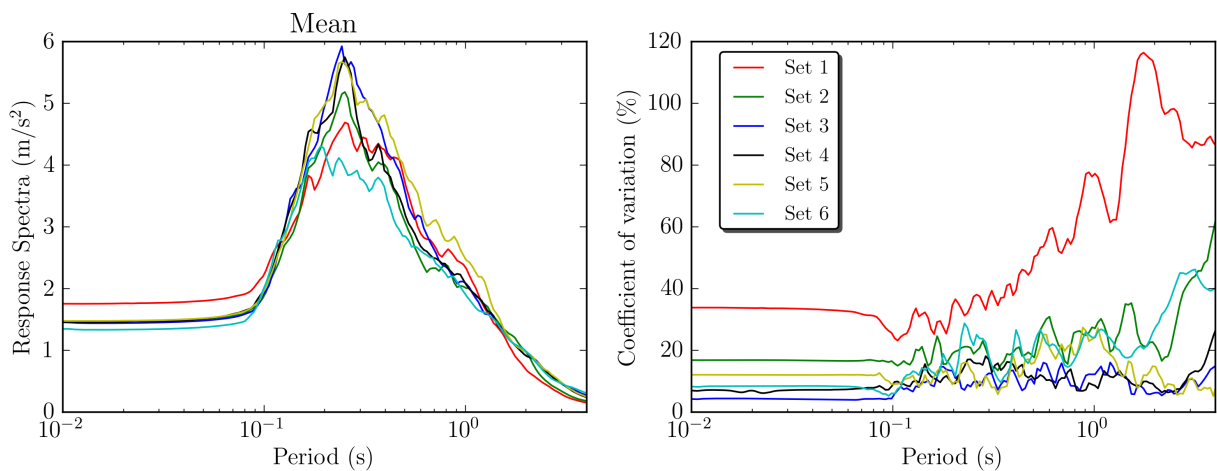 Mean
Response Spectra (m/s²)
6
5
4
3
2
1
0
10⁻² 10⁻¹ 10⁰
Period (s)
Coefficient of variation (%)
120
100
80
60
40
20
0
10⁻² 10⁻¹ 10⁰
Period (s)
Set 1
Set 2
Set 3
Set 4
Set 5
Set 6